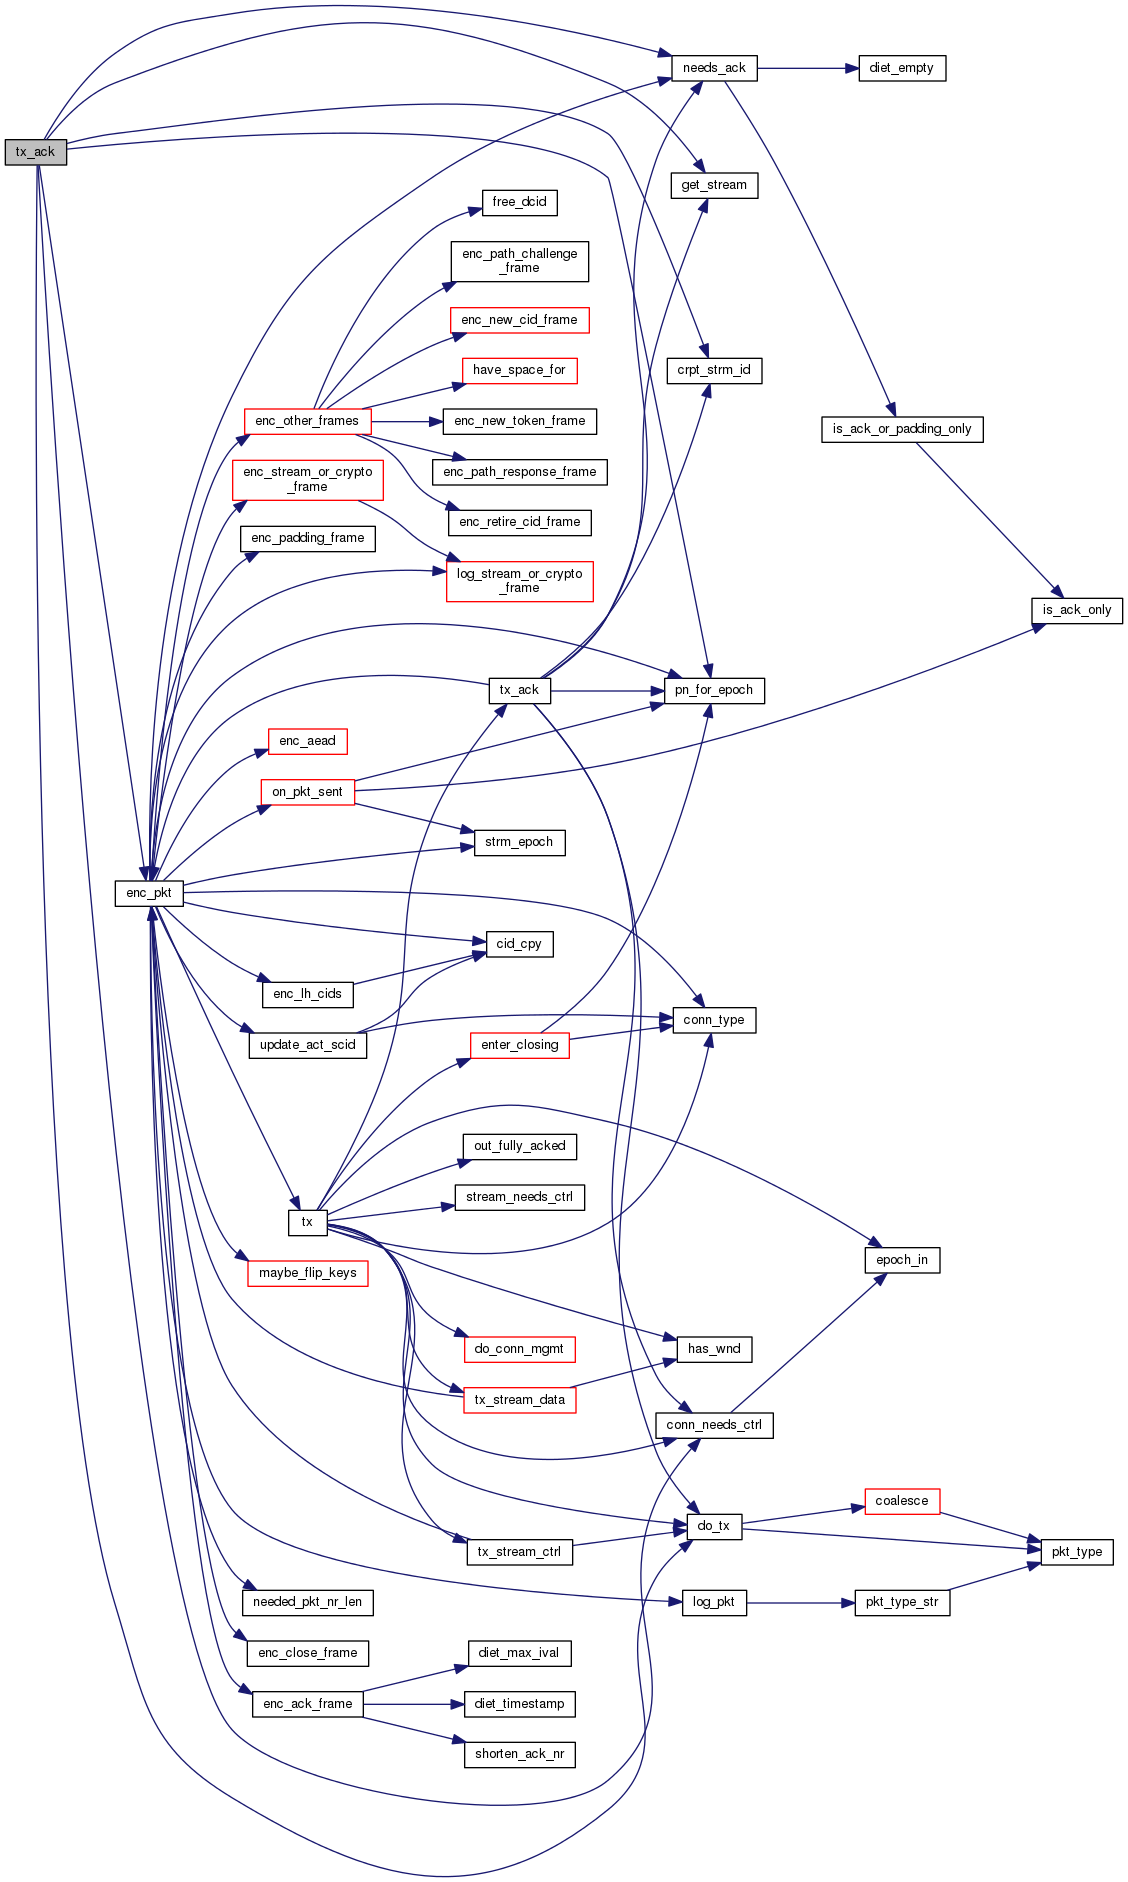 needs_ack
diet_empty
tx_ack
get_stream
free_dcid
enc_path_challenge
_frame
enc_new_cid_frame
have_space_for
crpt_strm_id
enc_other_frames
enc_new_token_frame
is_ack_or_padding_only
enc_stream_or_crypto
_frame
enc_path_response_frame
enc_retire_cid_frame
enc_padding_frame
log_stream_or_crypto
_frame
is_ack_only
tx_ack
pn_for_epoch
enc_aead
on_pkt_sent
strm_epoch
enc_pkt
cid_cpy
enc_lh_cids
conn_type
update_act_scid
enter_closing
out_fully_acked
stream_needs_ctrl
tx
epoch_in
maybe_flip_keys
do_conn_mgmt
has_wnd
tx_stream_data
conn_needs_ctrl
coalesce
do_tx
tx_stream_ctrl
pkt_type
needed_pkt_nr_len
log_pkt
pkt_type_str
enc_close_frame
diet_max_ival
enc_ack_frame
diet_timestamp
shorten_ack_nr